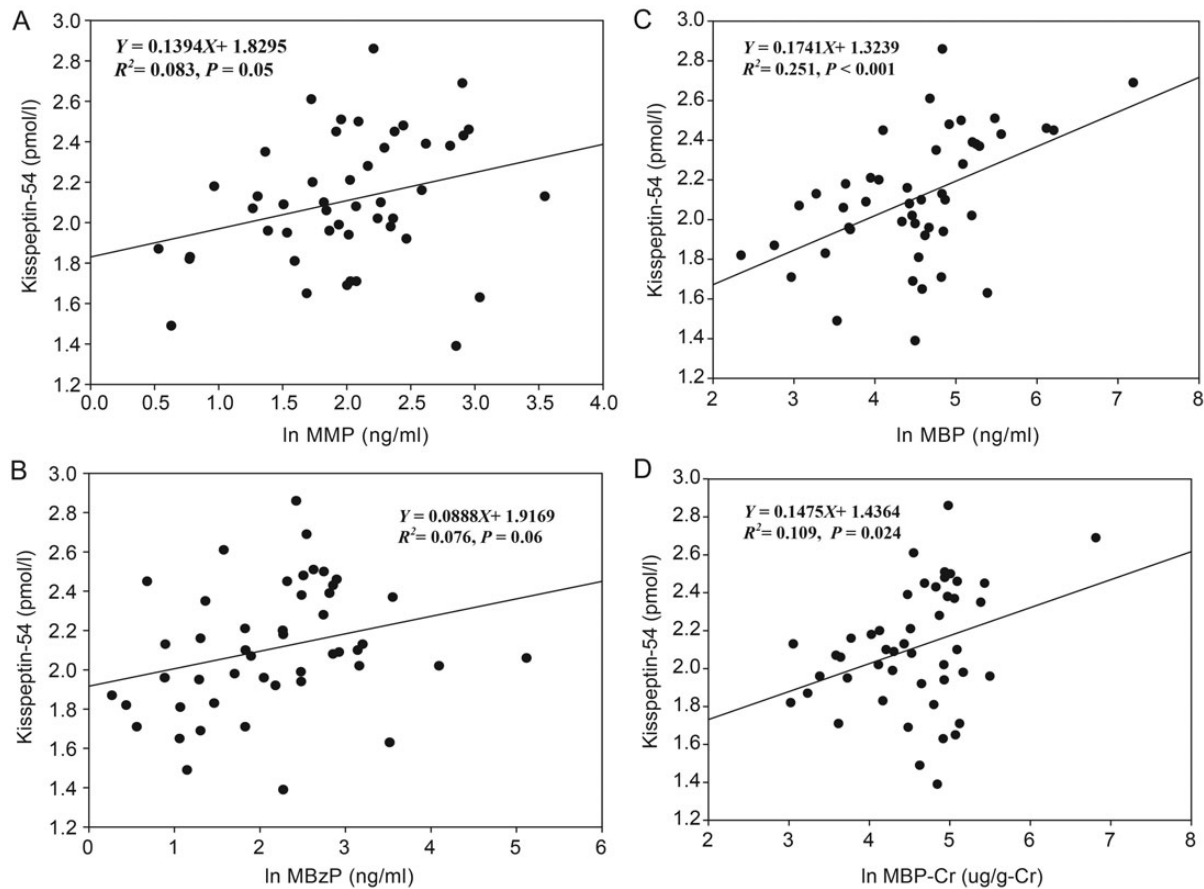 A
Y = 0.1394X+ 1.8295
R²= 0.083, P = 0.05
Kisspeptin-54 (pmol/l)
3.0
2.8
2.6
2.4
2.2
2.0
1.8
1.6
1.4
1.2
0.0 0.5 1.0 1.5 2.0 2.5 3.0 3.5 4.0
ln MMP (ng/ml)
C
Y = 0.1741X+ 1.3239
R²= 0.251, P < 0.001
Kisspeptin-54 (pmol/l)
3.0
2.8
2.6
2.4
2.2
2.0
1.8
1.6
1.4
1.2
2 3 4 5 6 7 8
ln MBP (ng/ml)
B
Y = 0.0888X+ 1.9169
R²= 0.076, P = 0.06
Kisspeptin-54 (pmol/l)
3.0
2.8
2.6
2.4
2.2
2.0
1.8
1.6
1.4
1.2
0 1 2 3 4 5 6
ln MBzP (ng/ml)
D
Y = 0.1475X+ 1.4364
R²= 0.109, P = 0.024
Kisspeptin-54 (pmol/l)
3.0
2.8
2.6
2.4
2.2
2.0
1.8
1.6
1.4
1.2
2 3 4 5 6 7 8
ln MBP-Cr (ug/g-Cr)